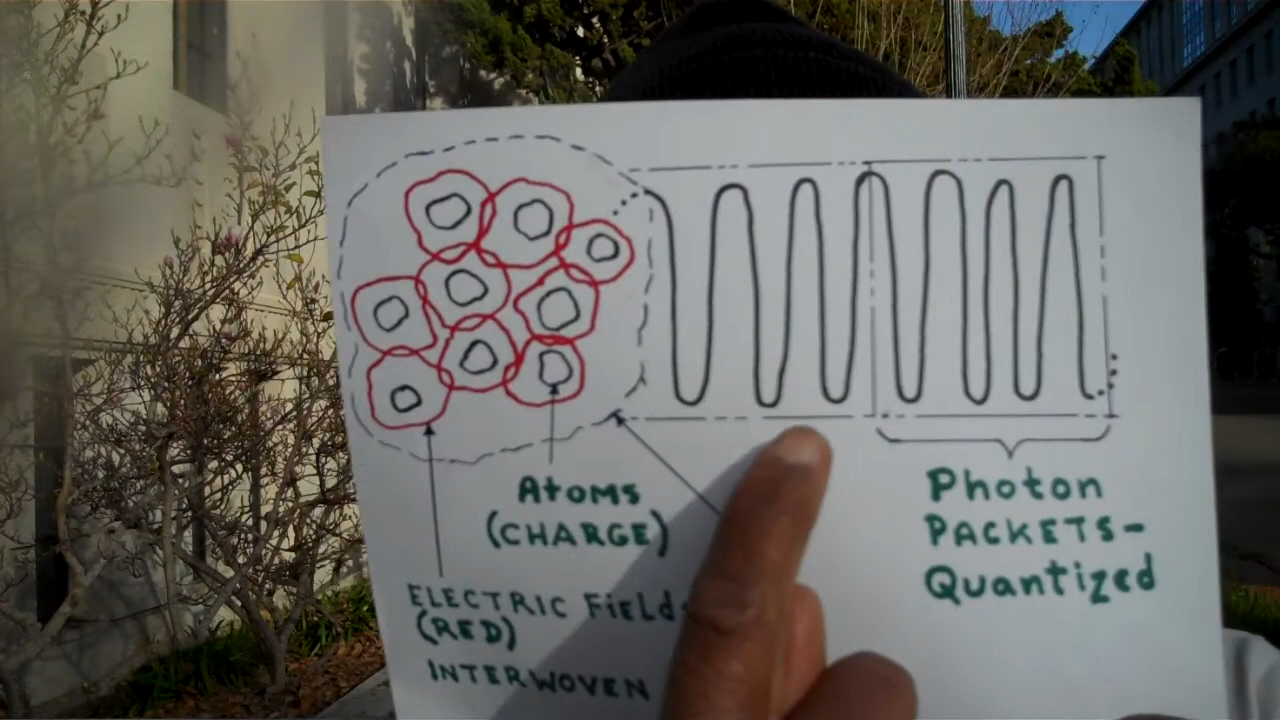 Atoms
(CHARGE)
ELECTRIC Field
(RED)
INTERWOVEN
Photon
PACKETS-
Quantized